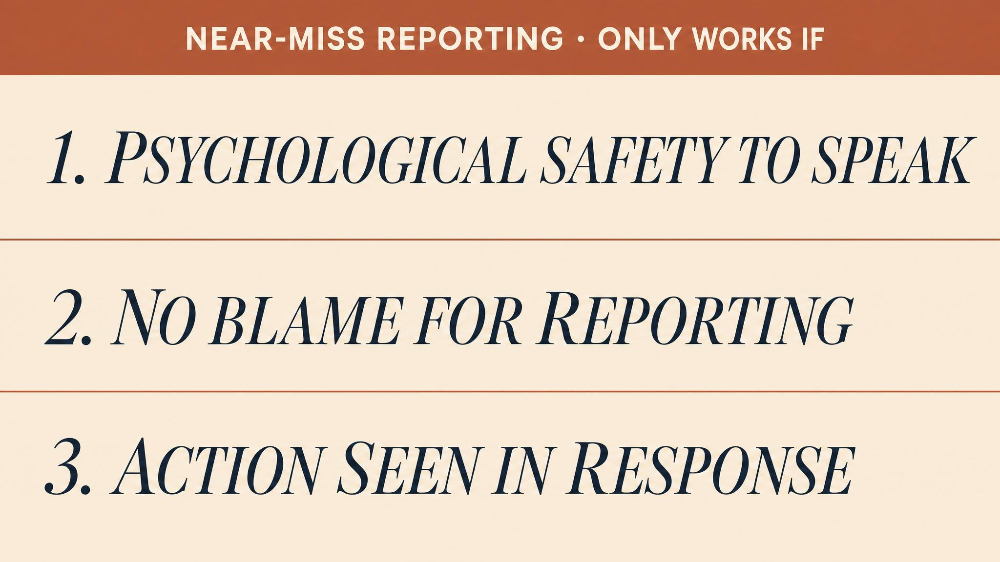 NEAR-MISS REPORTING • ONLY WORKS IF
1. PSYCHOLOGICAL SAFETY TO SPEAK
2. NO BLAME FOR REPORTING
3. ACTION SEEN IN RESPONSE